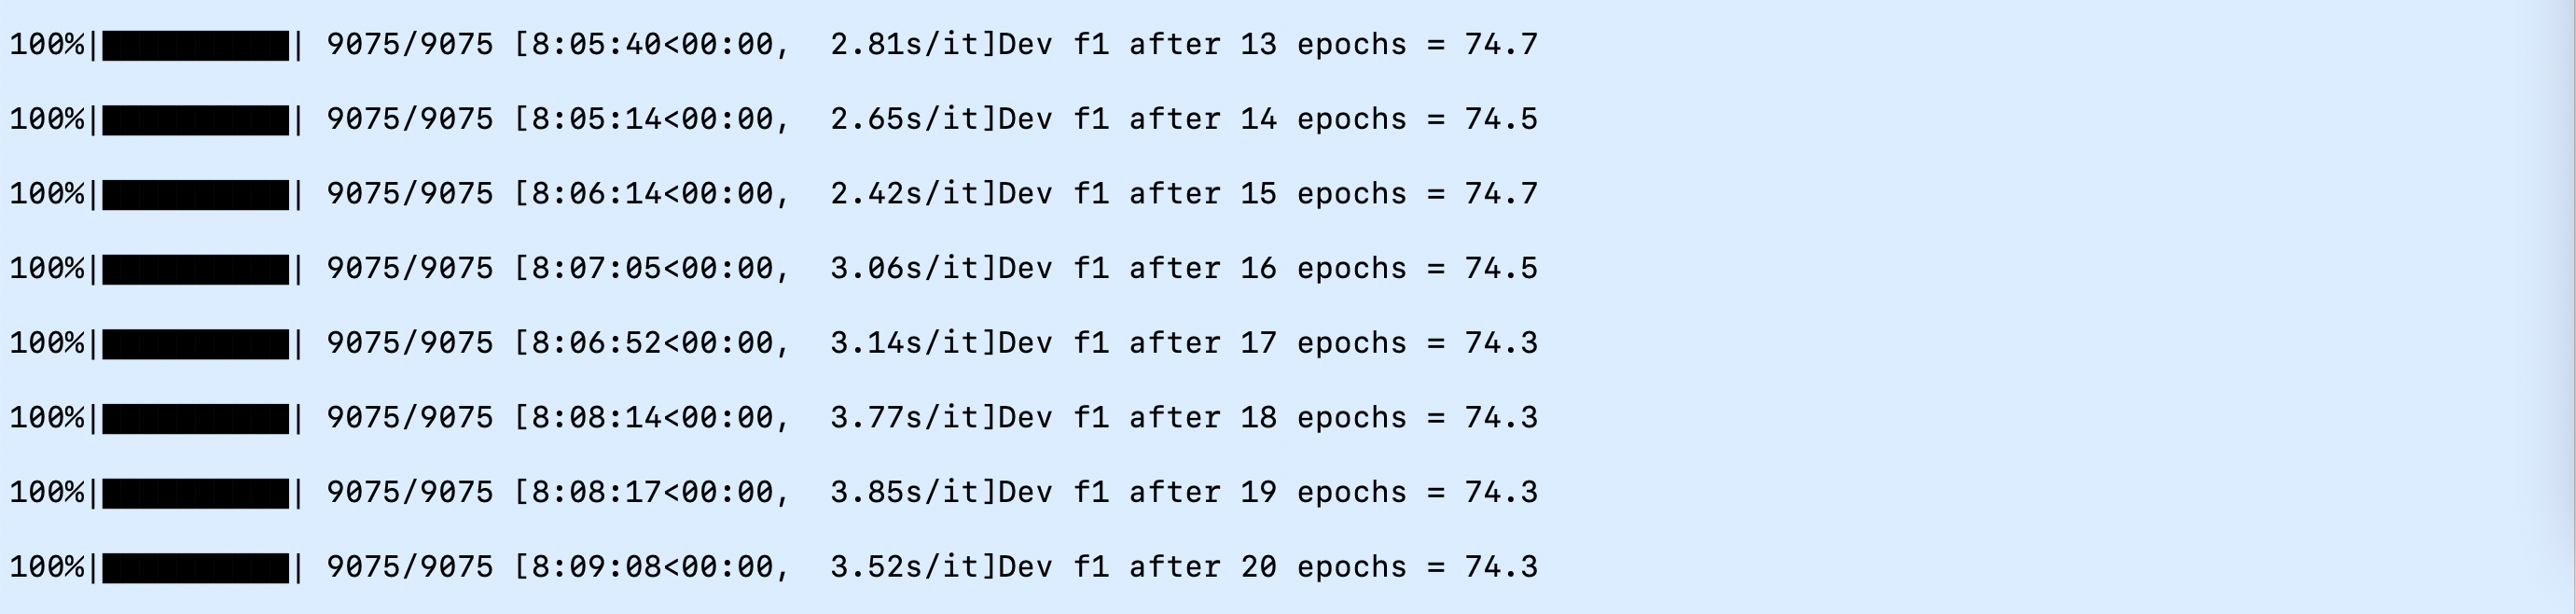 100%|██████████| 9075/9075 [8:05:40<00:00,  2.81s/it]Dev f1 after 13 epochs = 74.7
100%|██████████| 9075/9075 [8:05:14<00:00,  2.65s/it]Dev f1 after 14 epochs = 74.5
100%|██████████| 9075/9075 [8:06:14<00:00,  2.42s/it]Dev f1 after 15 epochs = 74.7
100%|██████████| 9075/9075 [8:07:05<00:00,  3.06s/it]Dev f1 after 16 epochs = 74.5
100%|██████████| 9075/9075 [8:06:52<00:00,  3.14s/it]Dev f1 after 17 epochs = 74.3
100%|██████████| 9075/9075 [8:08:14<00:00,  3.77s/it]Dev f1 after 18 epochs = 74.3
100%|██████████| 9075/9075 [8:08:17<00:00,  3.85s/it]Dev f1 after 19 epochs = 74.3
100%|██████████| 9075/9075 [8:09:08<00:00,  3.52s/it]Dev f1 after 20 epochs = 74.3